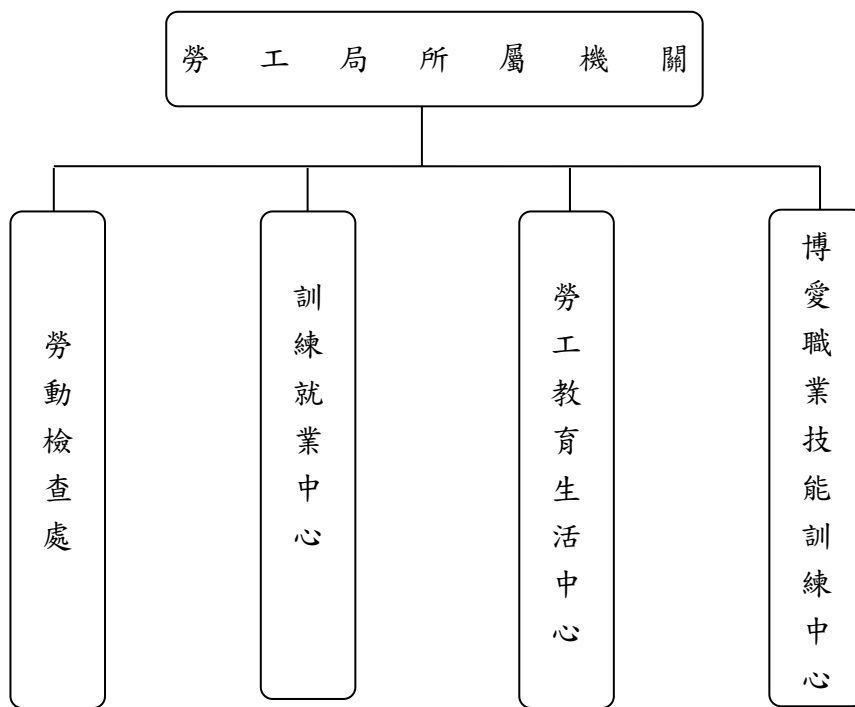 勞工局所屬機關
勞動檢查處
訓練就業中心
勞工教育生活中心
博愛職業技能訓練中心